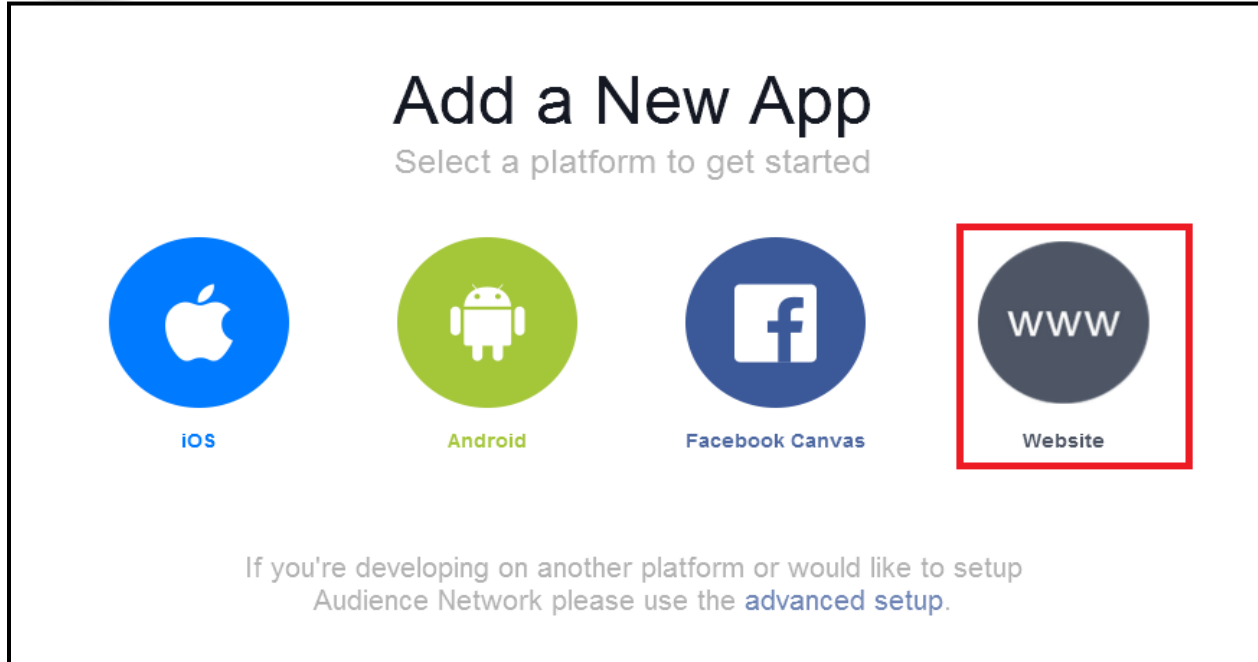 Add a New App
Select a platform to get started
www
iOS
Android
Facebook Canvas
Website
If you're developing on another platform or would like to setup
Audience Network please use the advanced setup.